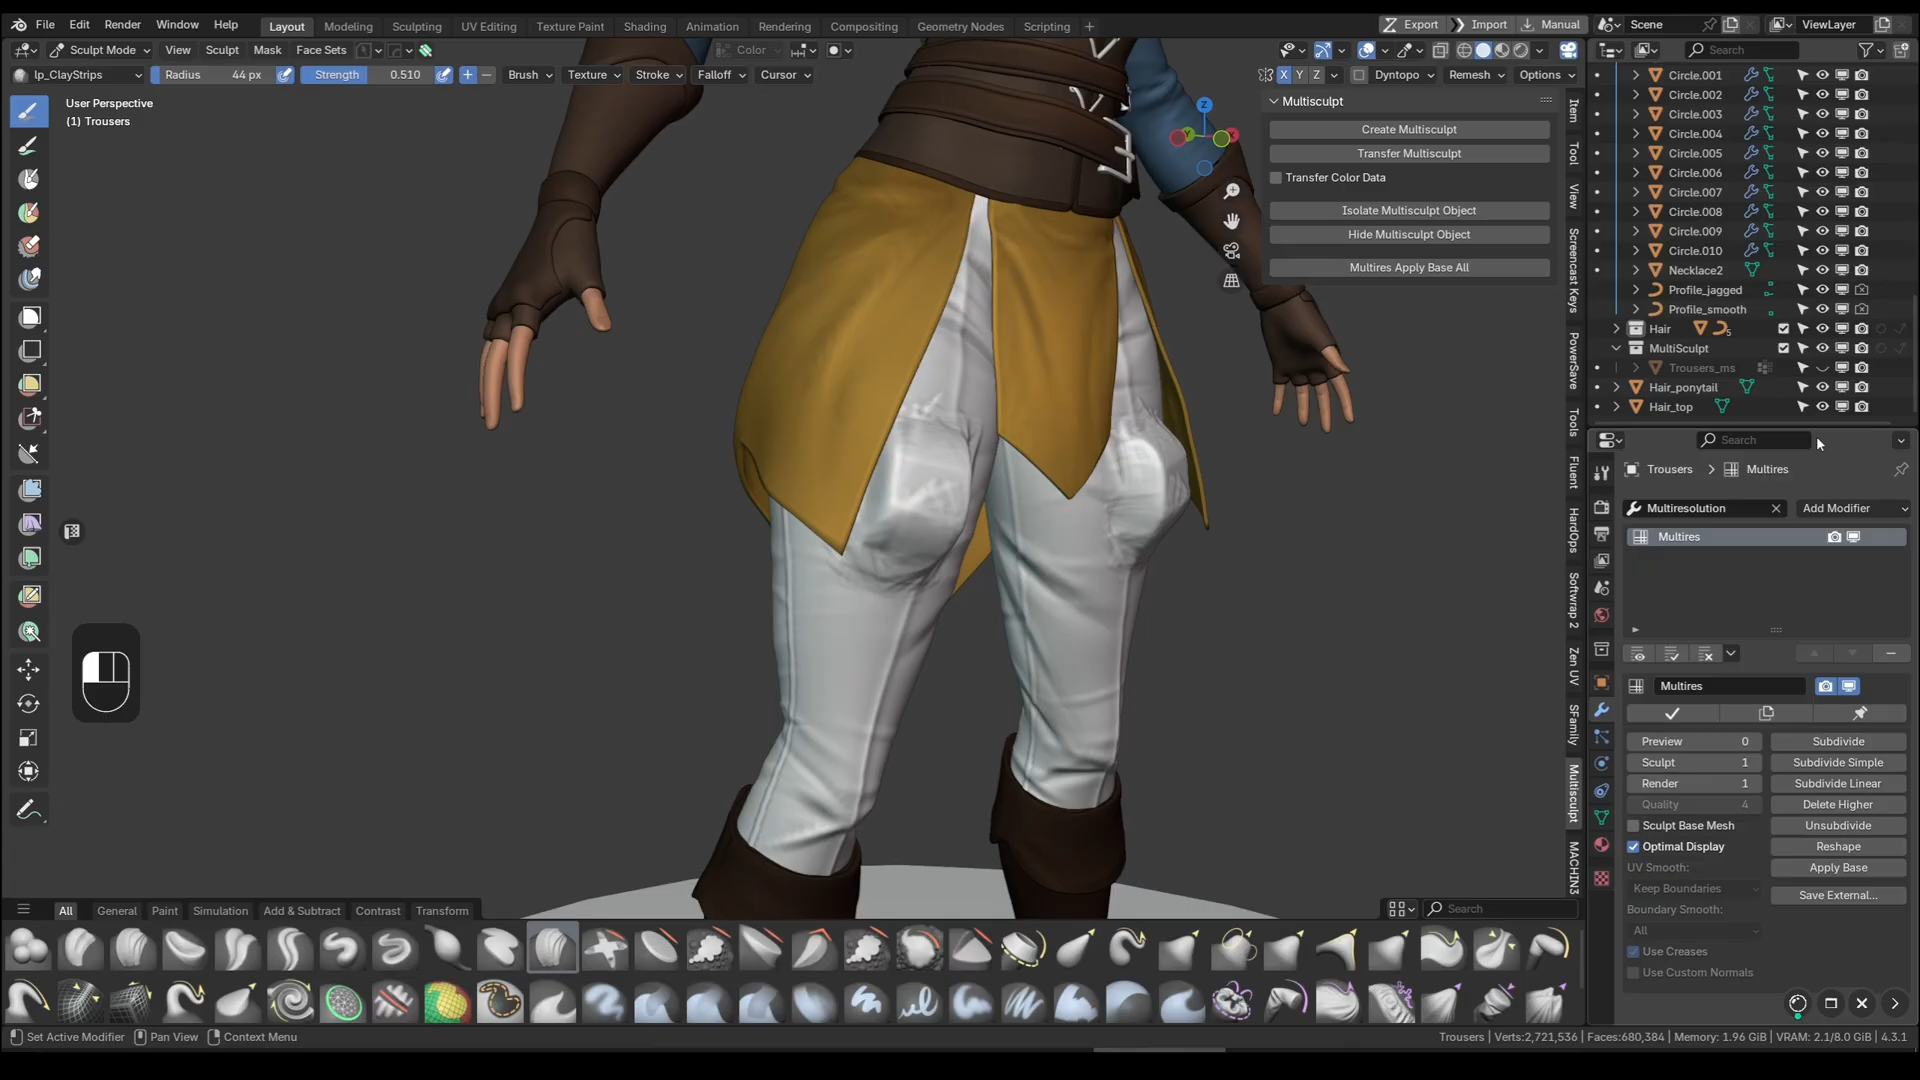 File Edit Render Window Help Layout Modeling Sculpting UV Editing Texture Paint Shading Animation Rendering Compositing Geometry Nodes Scripting + Export Import Manual Scene ViewLayer
Sculpt Mode View Sculpt Mask Face Sets Color Search
lp_ClayStrips Radius 44 px Strength 0.510 + − Brush Texture Stroke Falloff Cursor X Y Z Dyntopo Remesh Options
User Perspective
(1) Trousers
Z
Y
Multisculpt
Create Multisculpt
Transfer Multisculpt
Transfer Color Data
Isolate Multisculpt Object
Hide Multisculpt Object
Multires Apply Base All
Item
Tool
View
Screencast Keys
PowerSave
Tools
Fluent
HardOps
Softwrap 2
Zen UV
SFamily
Multisculpt
MACHIN3
Circle.001
Circle.002
Circle.003
Circle.004
Circle.005
Circle.006
Circle.007
Circle.008
Circle.009
Circle.010
Necklace2
Profile_jagged
Profile_smooth
Hair 5
MultiSculpt
Trousers_ms
Hair_ponytail
Hair_top
Search
Trousers Multires
Multiresolution Add Modifier
Multires
Multires
Preview 0 Subdivide
Sculpt 1 Subdivide Simple
Render 1 Subdivide Linear
Quality 4 Delete Higher
Sculpt Base Mesh Unsubdivide
Optimal Display Reshape
UV Smooth: Apply Base
Keep Boundaries Save External...
Boundary Smooth:
All
Use Creases
Use Custom Normals
All General Paint Simulation Add & Subtract Contrast Transform Search
Set Active Modifier Pan View Context Menu Trousers | Verts:2,721,536 | Faces:680,384 | Memory: 1.96 GiB | VRAM: 2.1/8.0 GiB | 4.3.1